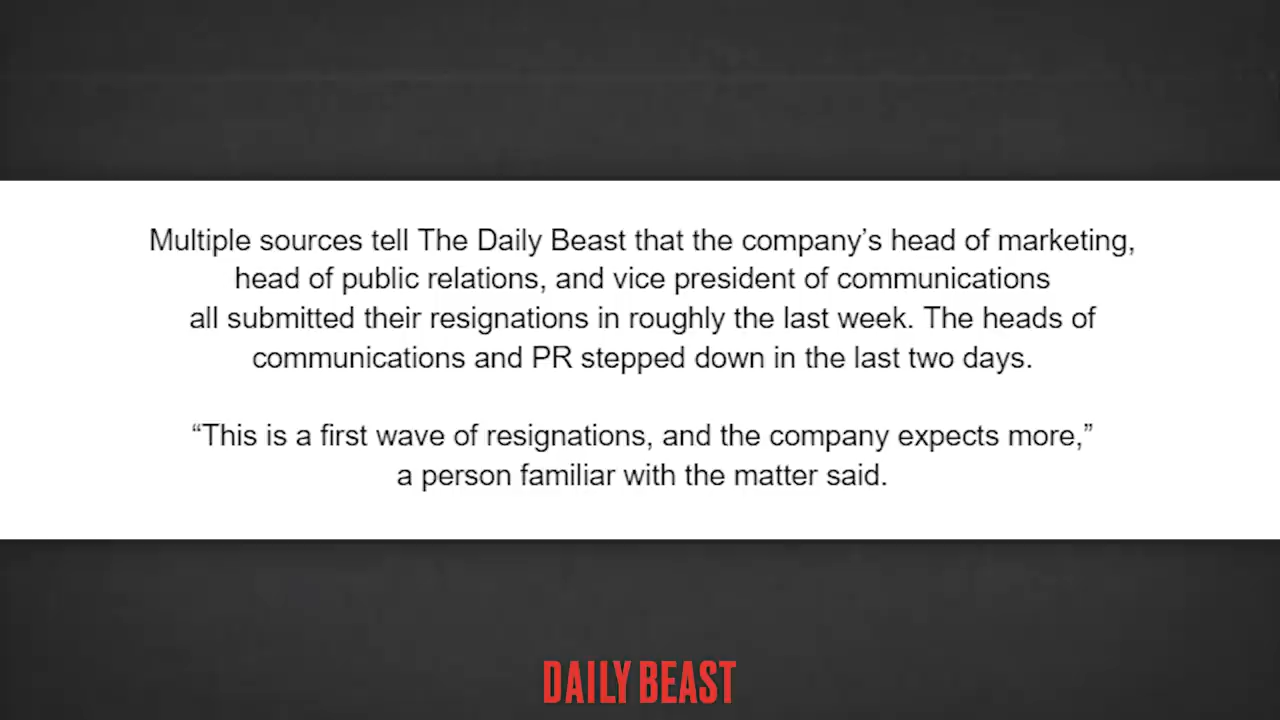 Multiple sources tell The Daily Beast that the company’s head of marketing,
head of public relations, and vice president of communications
all submitted their resignations in roughly the last week. The heads of
communications and PR stepped down in the last two days.
“This is a first wave of resignations, and the company expects more,”
a person familiar with the matter said.
DAILY BEAST